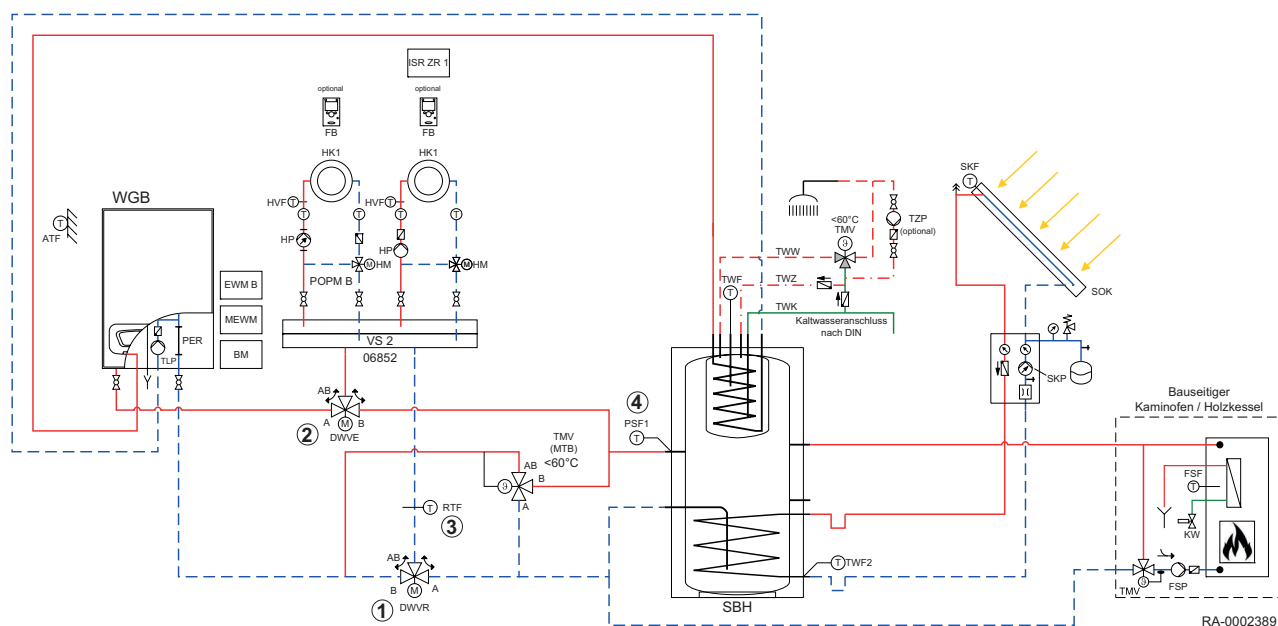 ISR ZR 1
optional
optional
FB
FB
HK1
HK1
SKF
T
WGB
HVF
T
HVF
T
T
T
T
T
<60°C
TMV
TZP
(optional)
T
ATF
HP
HP
M
HM
M
HM
TWW
TWF
T
TWZ
POPM B
EWM B
SOK
TWK
MEWM
Kaltwasseranschluss
nach DIN
VS 2
PER
BM
TLP
06852
SKP
Bauseitiger
Kaminofen / Holzkessel
AB
A
B
M
2
DWVE
4
PSF1
T
TMV
(MTB)
<60°C
AB
B
A
FSF
T
T
RTF
3
KW
AB
B
A
M
1
DWVR
T
TWF2
TMV
FSP
SBH
RA-0002389